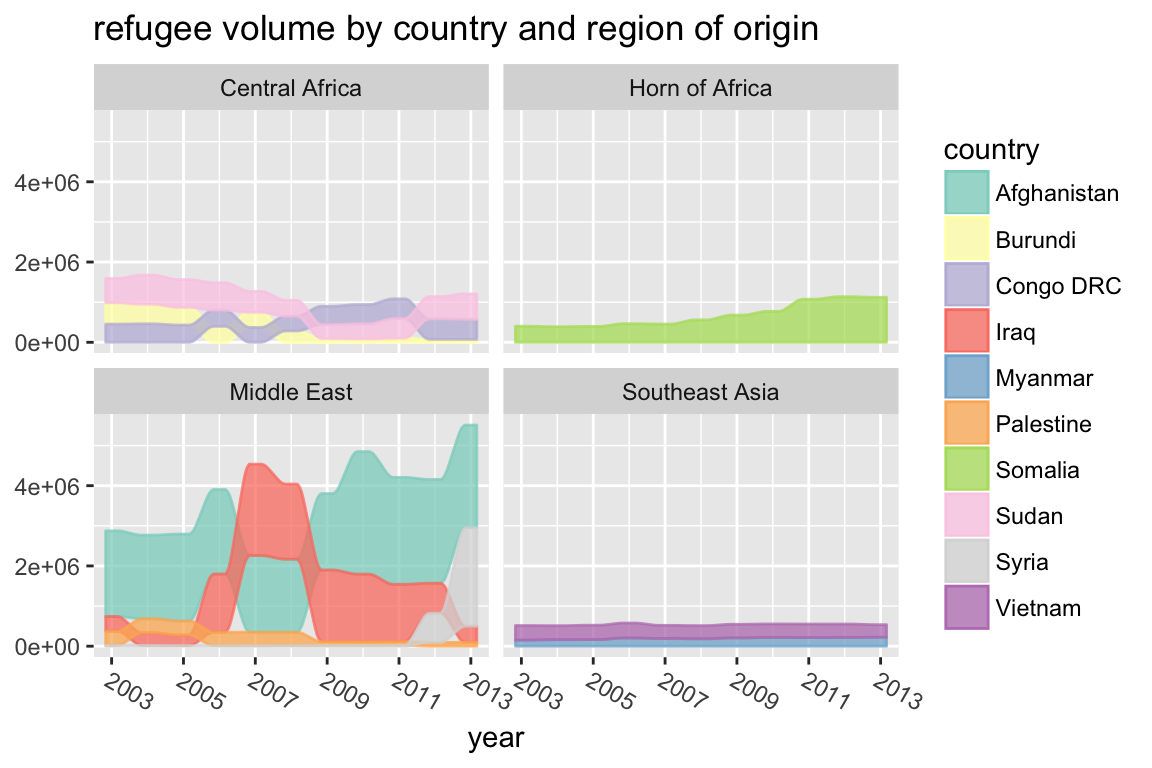 refugee volume by country and region of origin
Central Africa
Horn of Africa
4e+06
2e+06
0e+00
Middle East
Southeast Asia
4e+06
2e+06
0e+00
2003 2005 2007 2009 2011 2013
2003 2005 2007 2009 2011 2013
year
country
Afghanistan
Burundi
Congo DRC
Iraq
Myanmar
Palestine
Somalia
Sudan
Syria
Vietnam